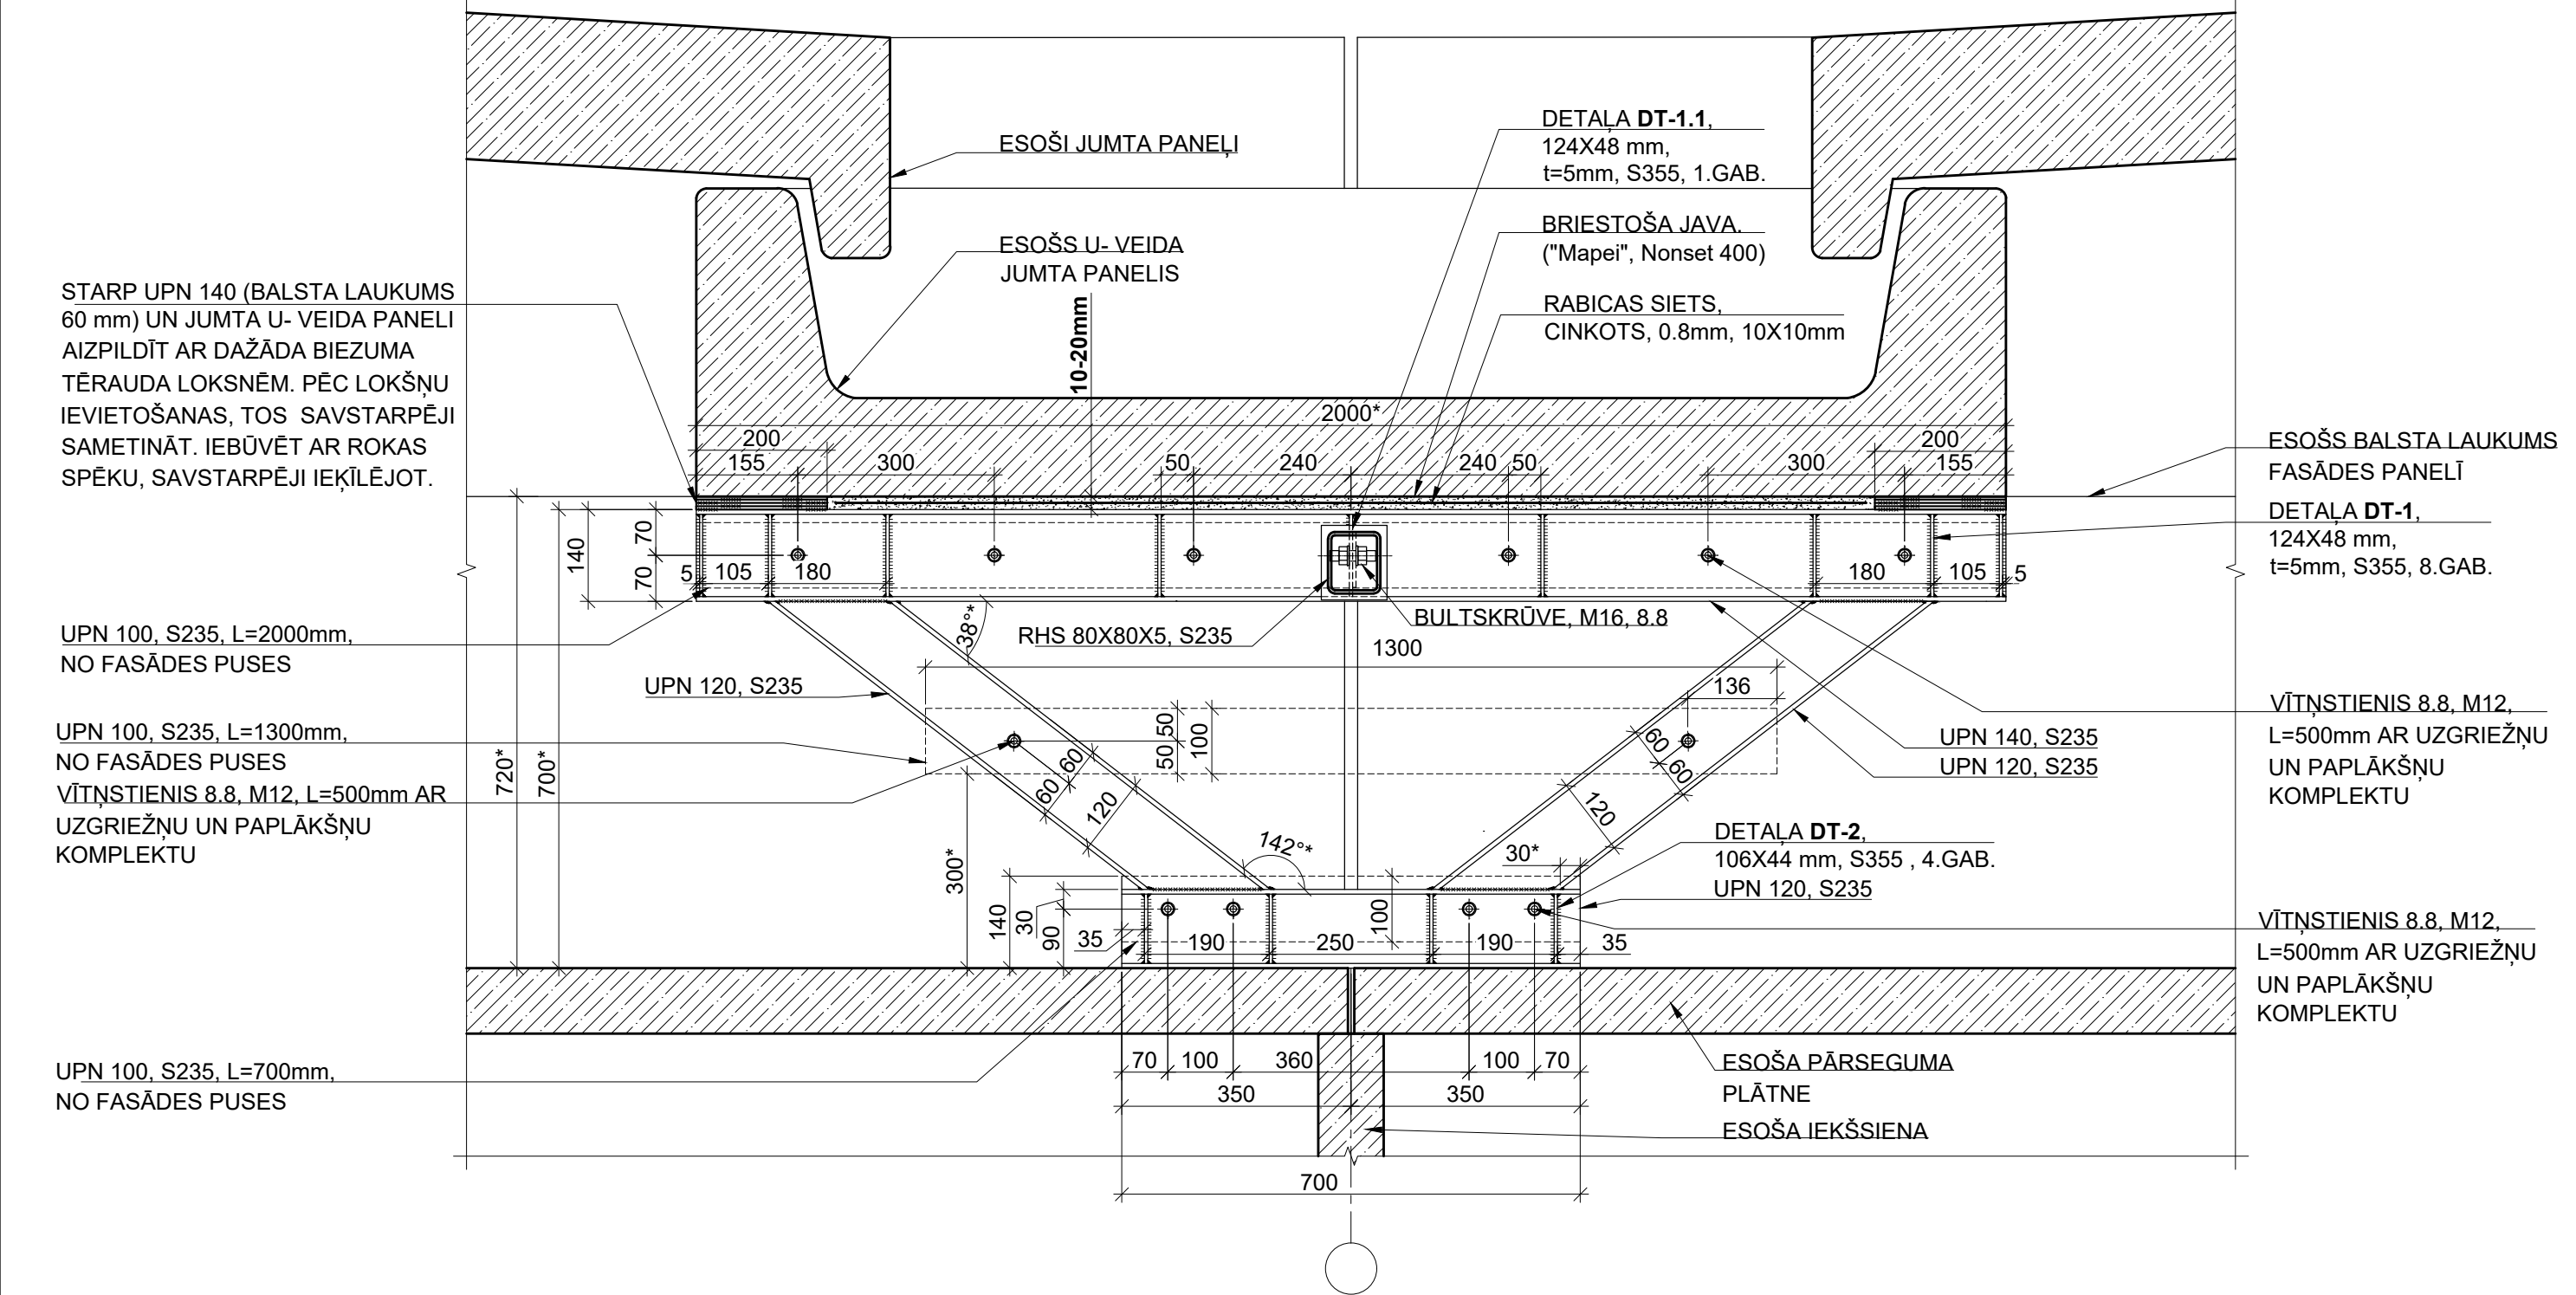 ESOŠI JUMTA PANEĻI
ESOŠS U- VEIDA
JUMTA PANELIS
DETAĻA DT-1.1,
124X48 mm,
t=5mm, S355, 1.GAB.
BRIESTOŠA JAVA.
("Mapei", Nonset 400)
RABICAS SIETS,
CINKOTS, 0.8mm, 10X10mm
STARP UPN 140 (BALSTA LAUKUMS
60 mm) UN JUMTA U- VEIDA PANELI
AIZPILDĪT AR DAŽĀDA BIEZUMA
TĒRAUDA LOKSNĒM. PĒC LOKŠŅU
IEVIETOŠANAS, TOS SAVSTARPĒJI
SAMETINĀT. IEBŪVĒT AR ROKAS
SPĒKU, SAVSTARPĒJI IEĶĪLĒJOT.
10-20mm
2000*
200
200
155
300
50
240
240
50
300
155
ESOŠS BALSTA LAUKUMS
FASĀDES PANELĪ
DETAĻA DT-1,
124X48 mm,
t=5mm, S355, 8.GAB.
140
70
70
5
105
180
180
105
5
UPN 100, S235, L=2000mm,
NO FASĀDES PUSES
38°*
RHS 80X80X5, S235
BULTSKRŪVE, M16, 8.8
1300
UPN 120, S235
136
UPN 100, S235, L=1300mm,
NO FASĀDES PUSES
VĪTŅSTIENIS 8.8, M12, L=500mm AR
UZGRIEŽŅU UN PAPLĀKŠŅU
KOMPLEKTU
720*
700*
50
50
100
60
60
120
60
60
120
UPN 140, S235
UPN 120, S235
VĪTŅSTIENIS 8.8, M12,
L=500mm AR UZGRIEŽŅU
UN PAPLĀKŠŅU
KOMPLEKTU
DETAĻA DT-2,
106X44 mm, S355 , 4.GAB.
UPN 120, S235
300*
142°*
30*
140
30
90
100
35
190
250
190
35
VĪTŅSTIENIS 8.8, M12,
L=500mm AR UZGRIEŽŅU
UN PAPLĀKŠŅU
KOMPLEKTU
UPN 100, S235, L=700mm,
NO FASĀDES PUSES
70
100
360
100
70
350
350
700
ESOŠA PĀRSEGUMA
PLĀTNE
ESOŠA IEKŠSIENA